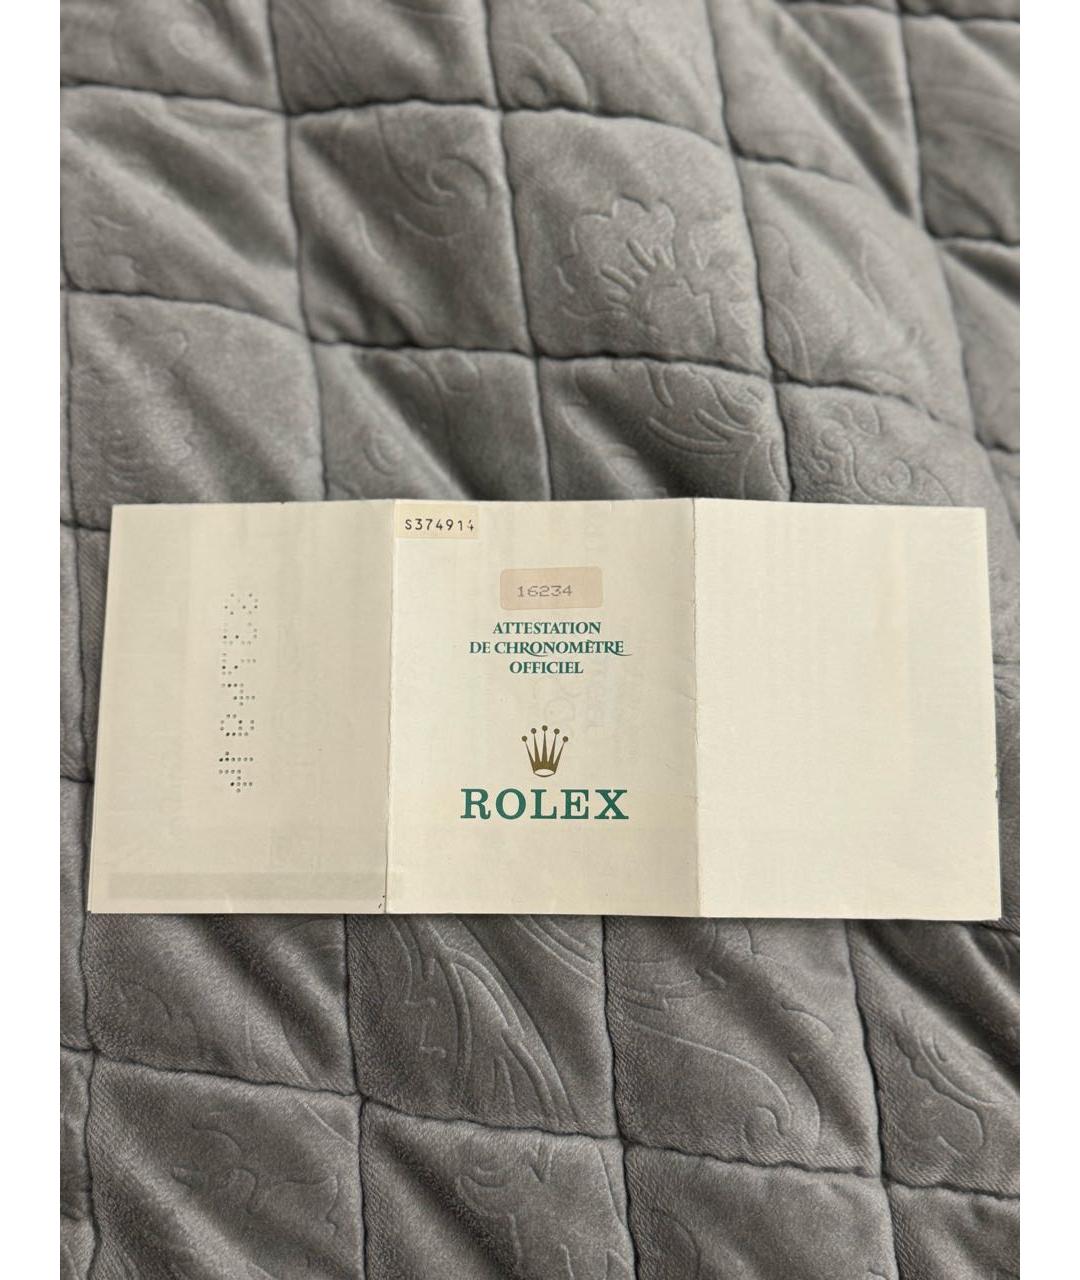 S374914
16234
ATTESTATION
DE CHRONOMÈTRE
OFFICIEL
ROLEX